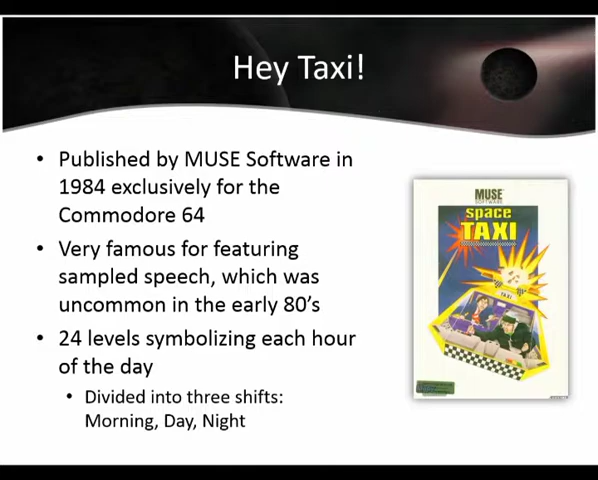 Hey Taxi!
• Published by MUSE Software in
1984 exclusively for the
Commodore 64
• Very famous for featuring
sampled speech, which was
uncommon in the early 80's
• 24 levels symbolizing each hour
of the day
• Divided into three shifts:
Morning, Day, Night
MUSE
SOFTWARE
space
TAXI
TAXI